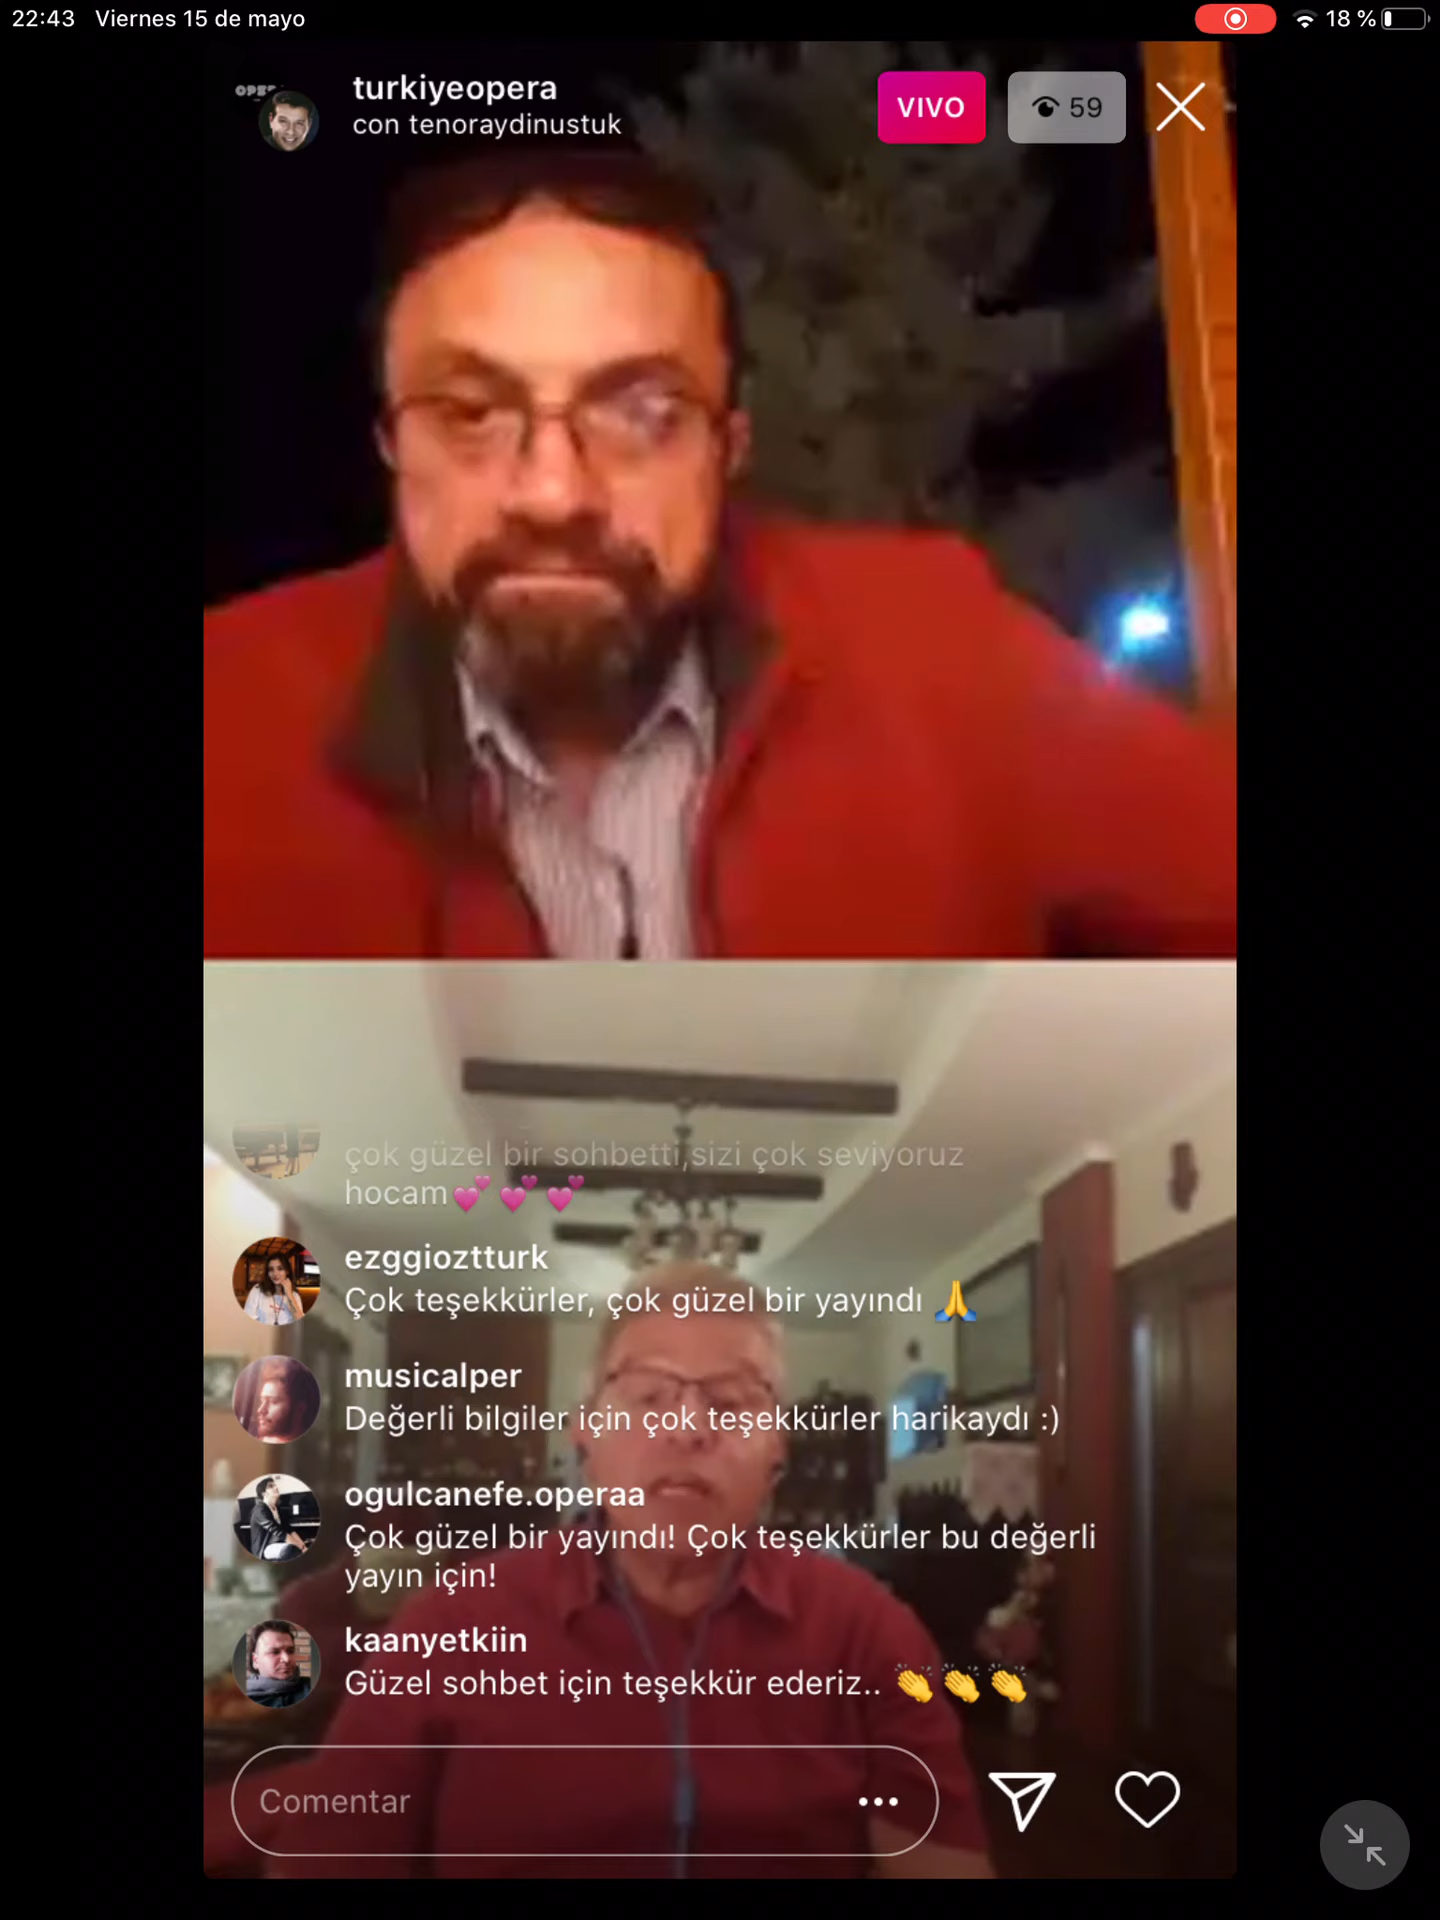 22:43 Viernes 15 de mayo
18 %
turkiyeopera
con tenoraydinustuk
VIVO
59
çok güzel bir sohbetti,sizi çok seviyoruz
hocam💕💕💕
ezggioztturk
Çok teşekkürler, çok güzel bir yayındı 🙏
musicalper
Değerli bilgiler için çok teşekkürler harikaydı :)
ogulcanefe.operaa
Çok güzel bir yayındı! Çok teşekkürler bu değerli
yayın için!
kaanyetkiin
Güzel sohbet için teşekkür ederiz.. 👏👏👏
Comentar